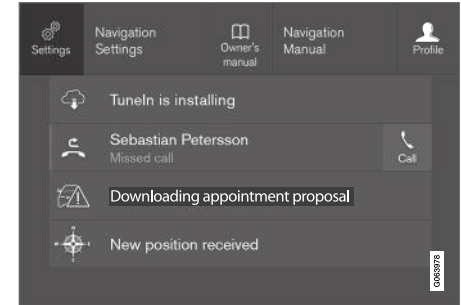 Settings
Navigation
Settings
Owner's
manual
Navigation
Manual
Profile
TuneIn is installing
Sebastian Petersson
Missed call
Call
Downloading appointment proposal
New position received
G063978